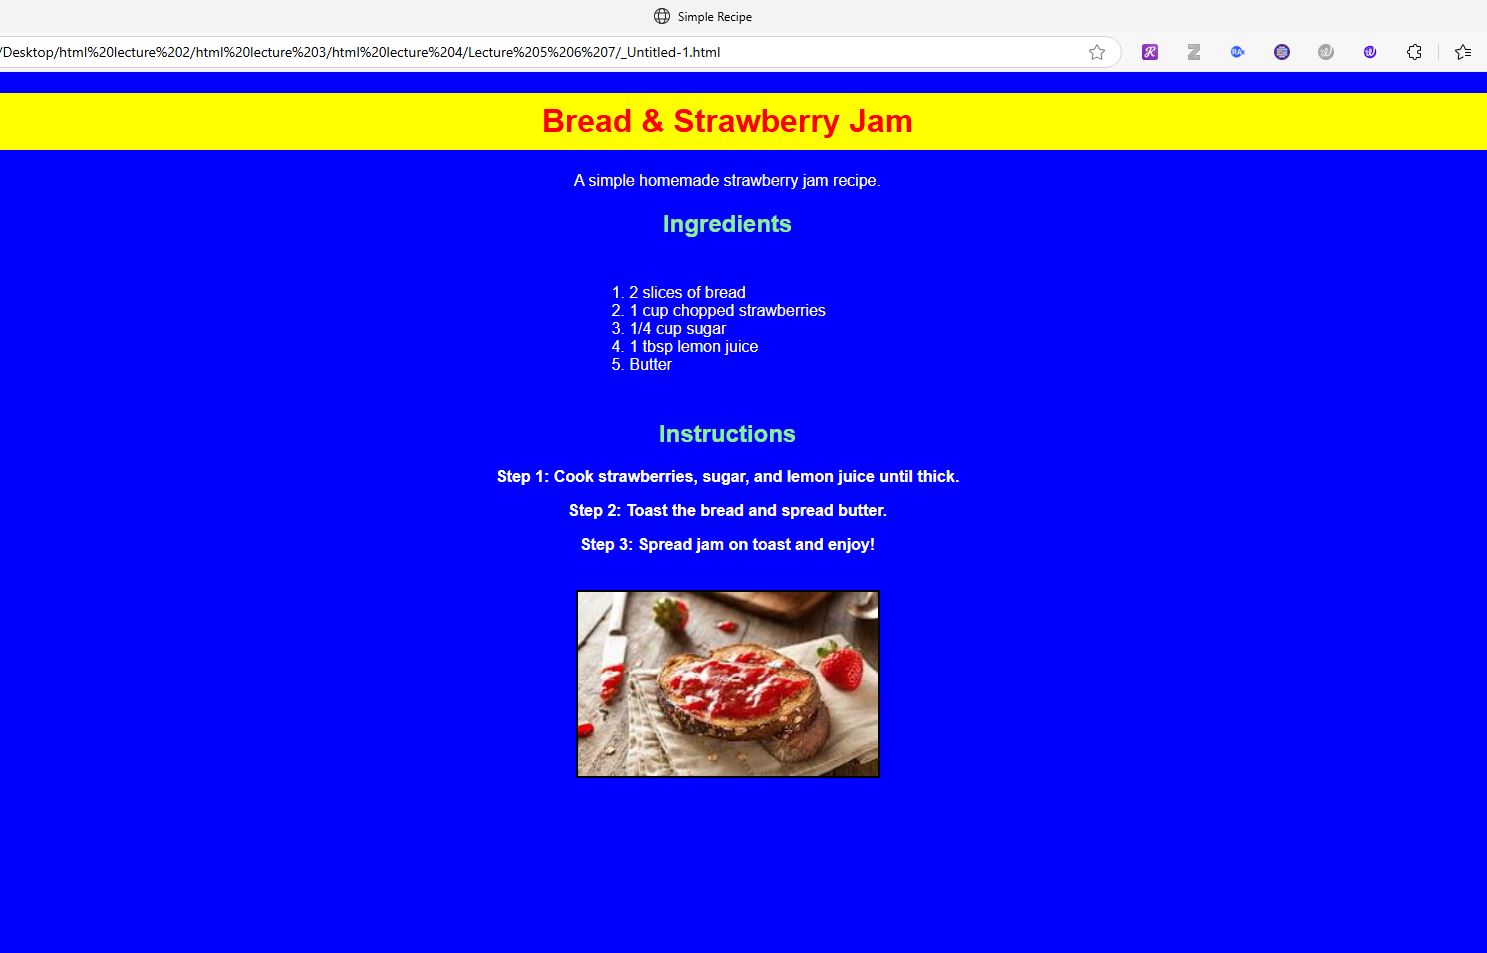 Simple Recipe
/Desktop/html%20lecture%202/html%20lecture%203/html%20lecture%204/Lecture%205%206%207/_Untitled-1.html
Bread & Strawberry Jam
A simple homemade strawberry jam recipe.
Ingredients
1. 2 slices of bread
2. 1 cup chopped strawberries
3. 1/4 cup sugar
4. 1 tbsp lemon juice
5. Butter
Instructions
Step 1: Cook strawberries, sugar, and lemon juice until thick.
Step 2: Toast the bread and spread butter.
Step 3: Spread jam on toast and enjoy!